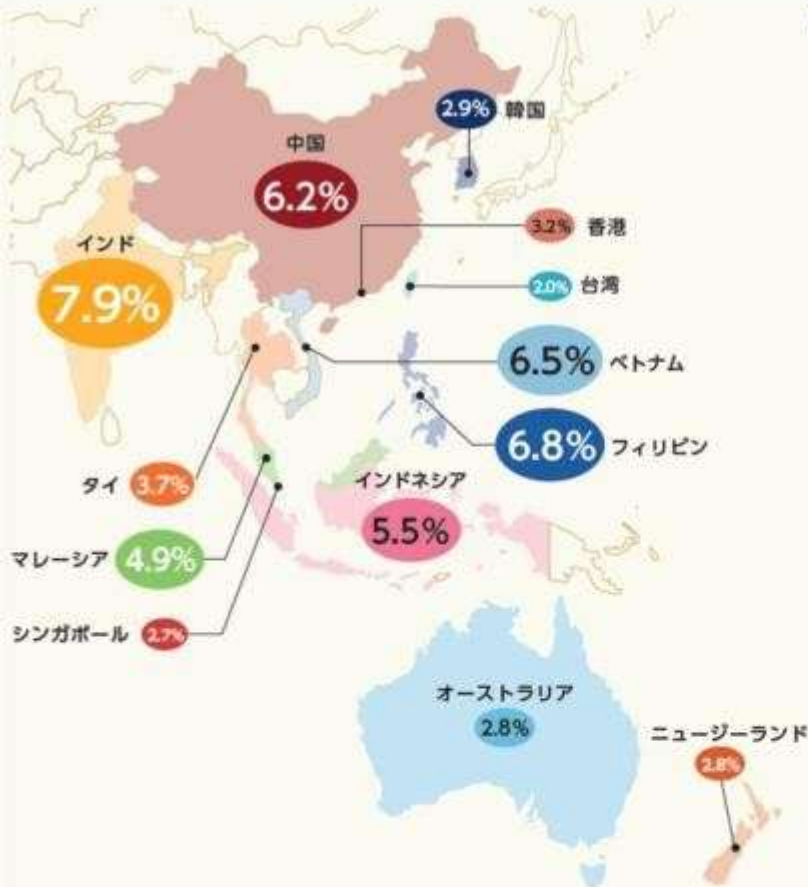 2.9% 韓国
中国
6.2%
3.2% 香港
インド
7.9%
2.0% 台湾
6.5% ベトナム
6.8% フィリピン
タイ 3.7%
インドネシア
5.5%
マレーシア 4.9%
シンガポール 2.7%
オーストラリア
2.8%
ニュージーランド
2.8%